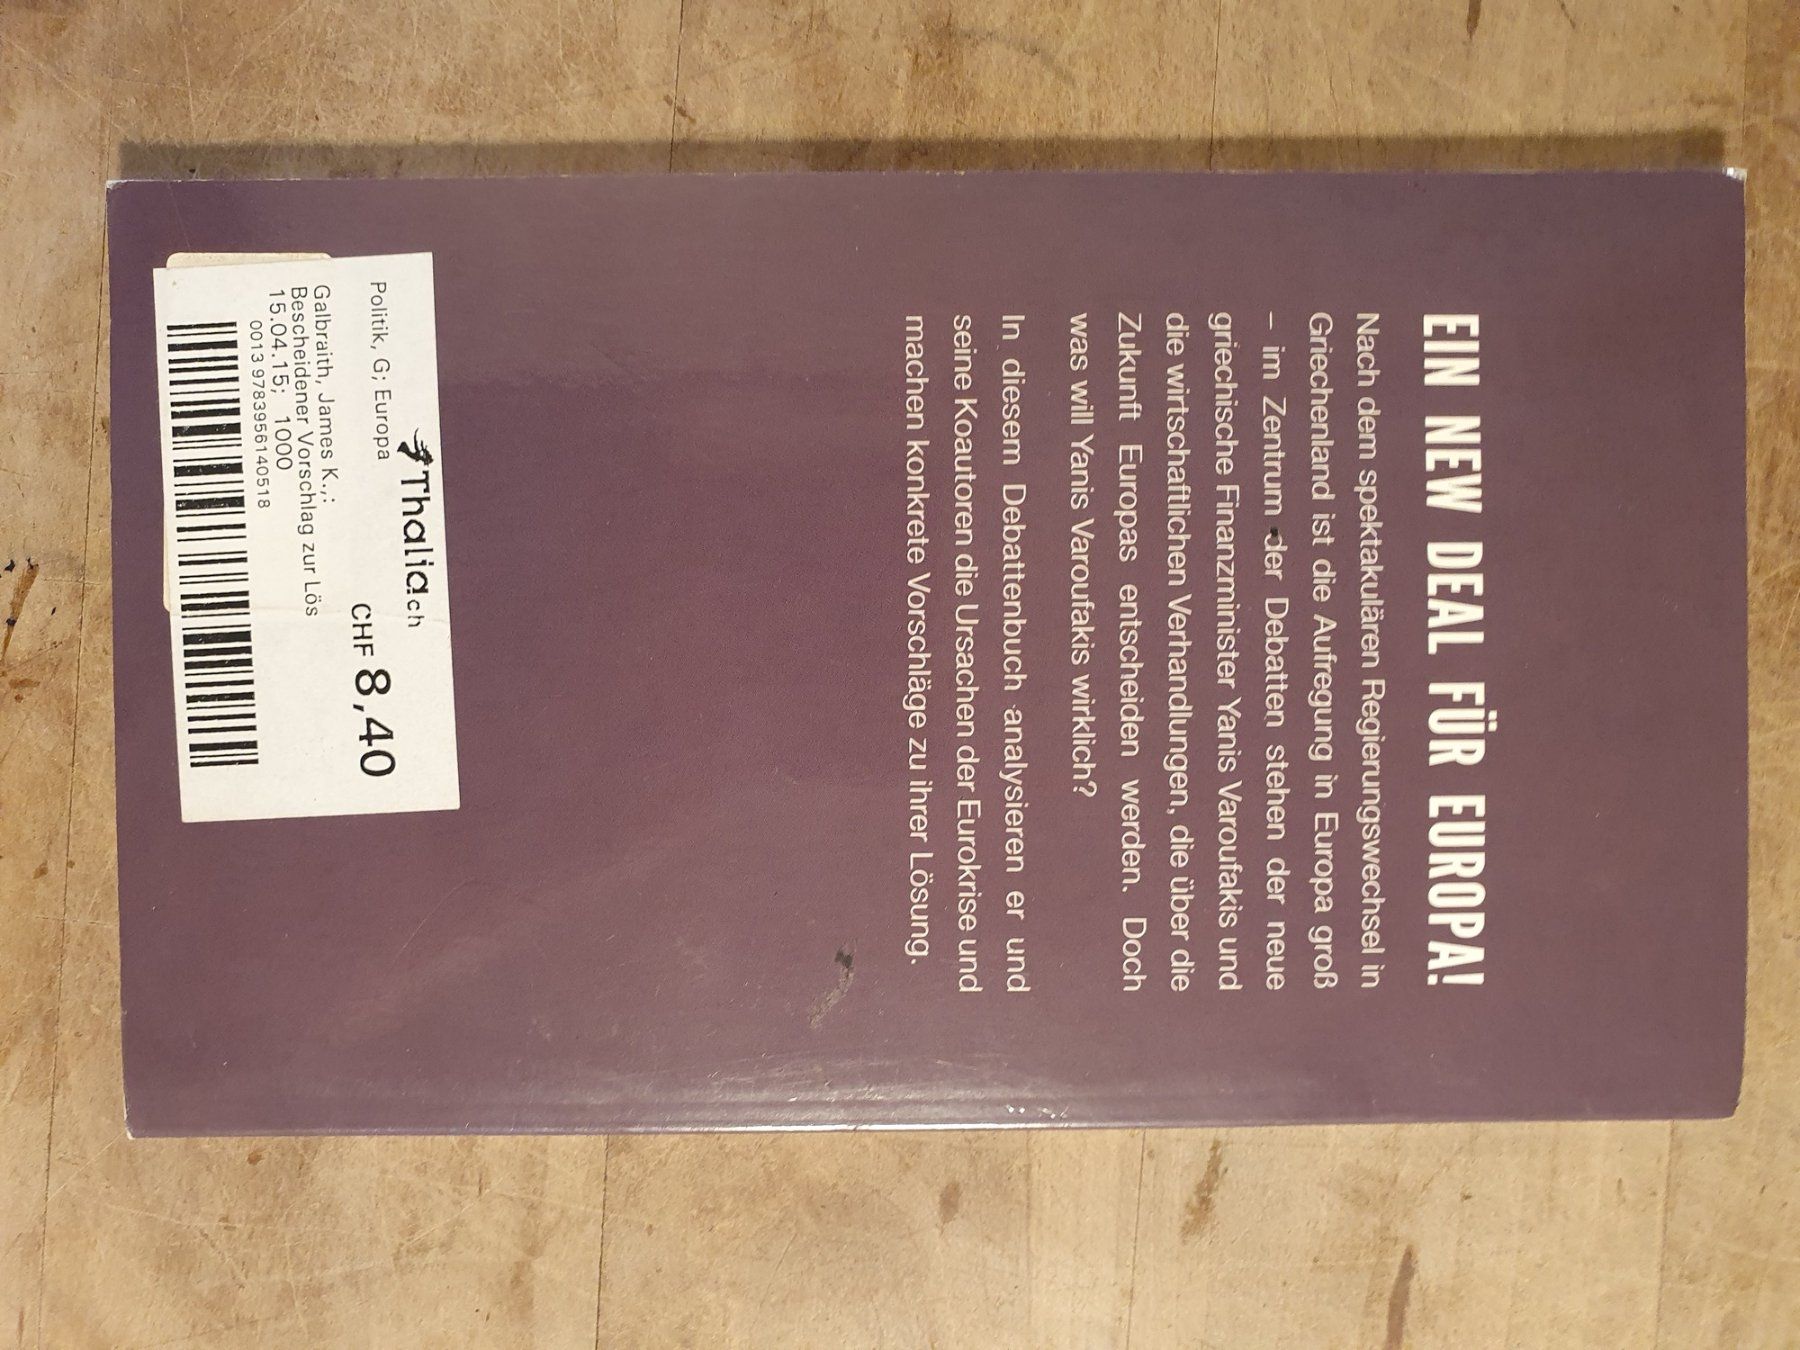 EIN NEW DEAL FÜR EUROPA!
Nach dem spektakulären Regierungswechsel in
Griechenland ist die Aufregung in Europa groß
– im Zentrum der Debatten stehen der neue
griechische Finanzminister Yanis Varoufakis und
die wirtschaftlichen Verhandlungen, die über die
Zukunft Europas entscheiden werden. Doch
was will Yanis Varoufakis wirklich?
In diesem Debattenbuch analysieren er und
seine Koautoren die Ursachen der Eurokrise und
machen konkrete Vorschläge zu ihrer Lösung.
Thalia.ch
Politik, G; Europa
CHF 8,40
Galbraith, James K.,;
Bescheidener Vorschlag zur Lös
15.04.15; 1000
0013 9783956140518